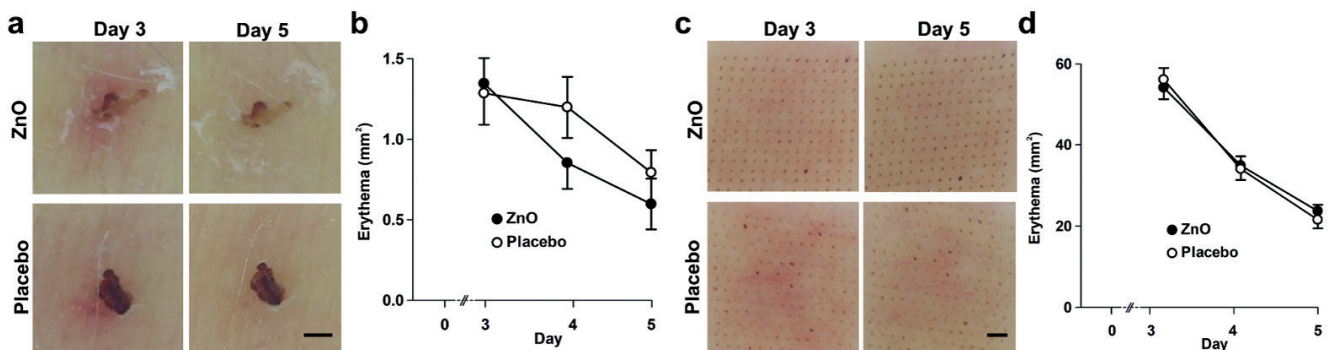 a
Day 3
Day 5
ZnO
Placebo
b
1.5
1.0
0.5
0.0
Erythema (mm²)
ZnO
Placebo
0
3
4
5
Day
c
Day 3
Day 5
ZnO
Placebo
d
60
40
20
0
Erythema (mm²)
ZnO
Placebo
0
3
4
5
Day